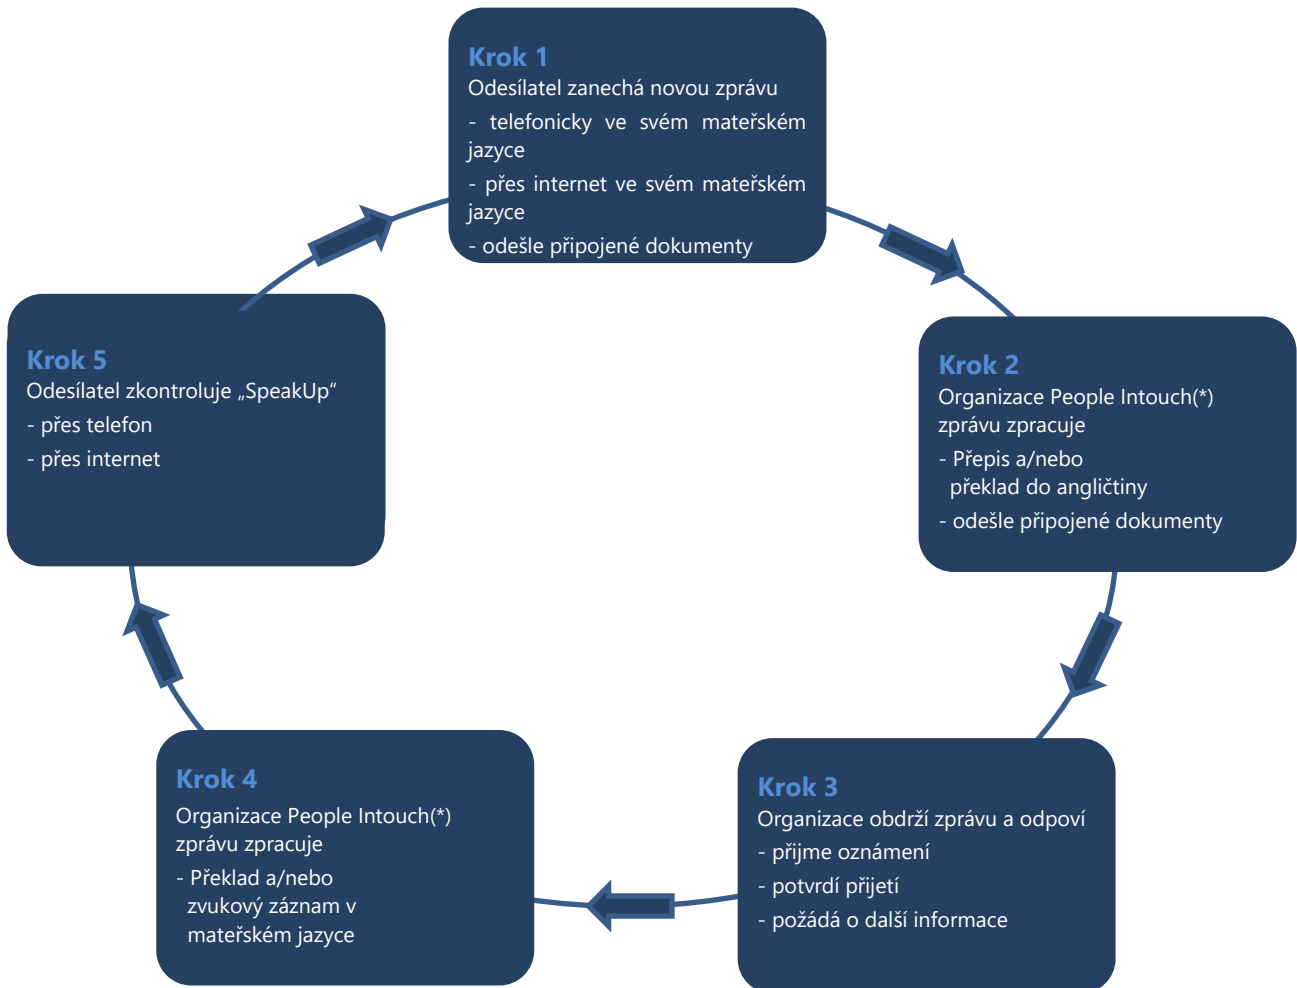 Krok 1
Odesílatel zanechá novou zprávu
- telefonicky ve svém mateřském
jazyce
- přes internet ve svém mateřském
jazyce
- odešle připojené dokumenty
Krok 2
Organizace People Intouch(*)
zprávu zpracuje
- Přepis a/nebo
překlad do angličtiny
- odešle připojené dokumenty
Krok 3
Organizace obdrží zprávu a odpoví
- přijme oznámení
- potvrdí přijetí
- požádá o další informace
Krok 4
Organizace People Intouch(*)
zprávu zpracuje
- Překlad a/nebo
zvukový záznam v
mateřském jazyce
Krok 5
Odesílatel zkontroluje „SpeakUp“
- přes telefon
- přes internet